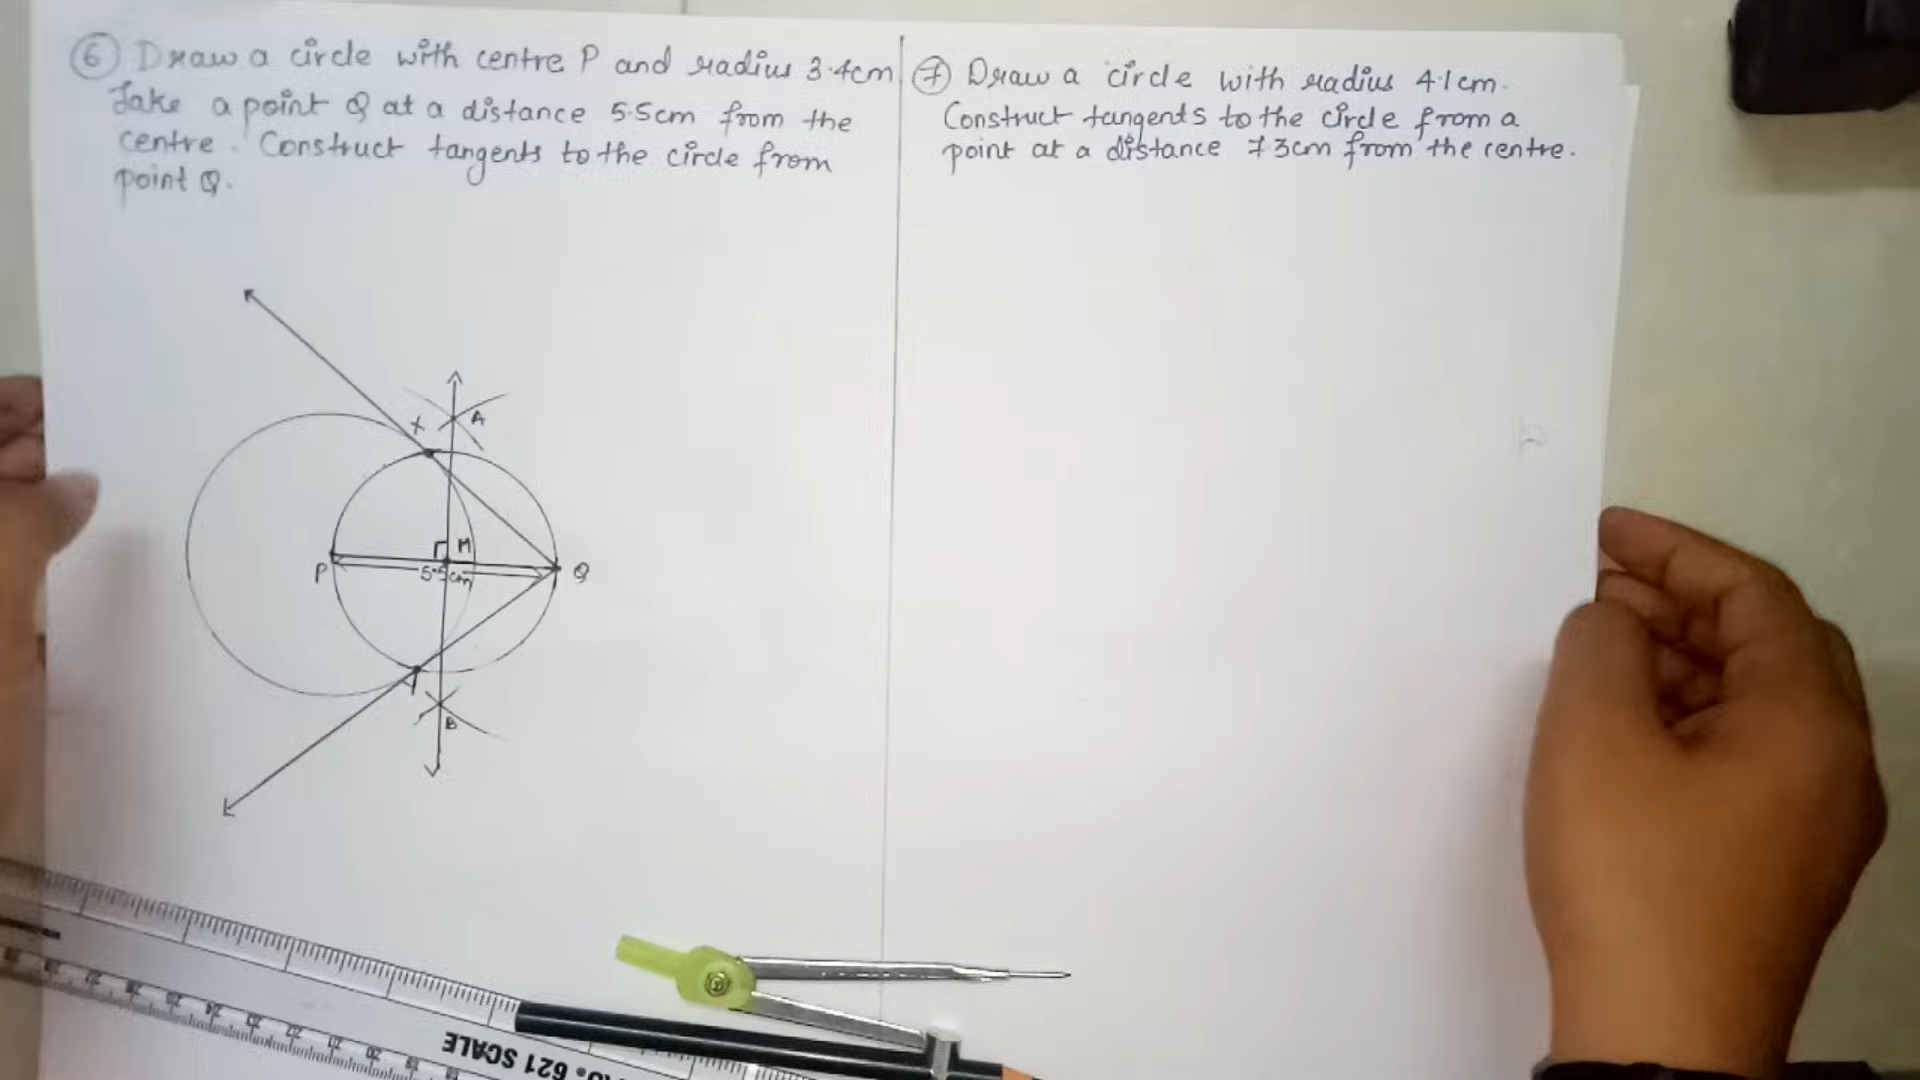 ⑥ Draw a circle with centre P and radius 3.4cm
Take a point Q at a distance 5.5cm from the
centre. Construct tangents to the circle from
point Q.
⑦ Draw a circle with radius 4.1cm.
Construct tangents to the circle from a
point at a distance 7.3cm from the centre.
A
M
P
5.5cm
Q
B
621 SCALE